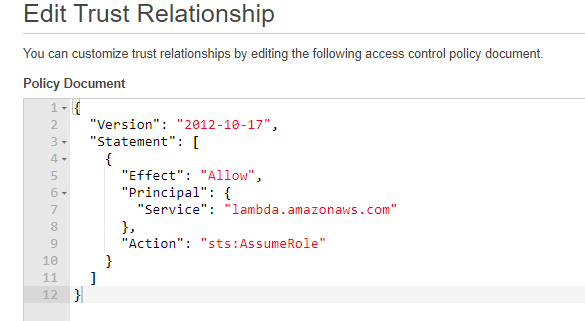 Edit Trust Relationship
You can customize trust relationships by editing the following access control policy document.
Policy Document
1 {
2 "Version": "2012-10-17",
3 "Statement": [
4 {
5 "Effect": "Allow",
6 "Principal": {
7 "Service": "lambda.amazonaws.com"
8 },
9 "Action": "sts:AssumeRole"
10 }
11 ]
12 }